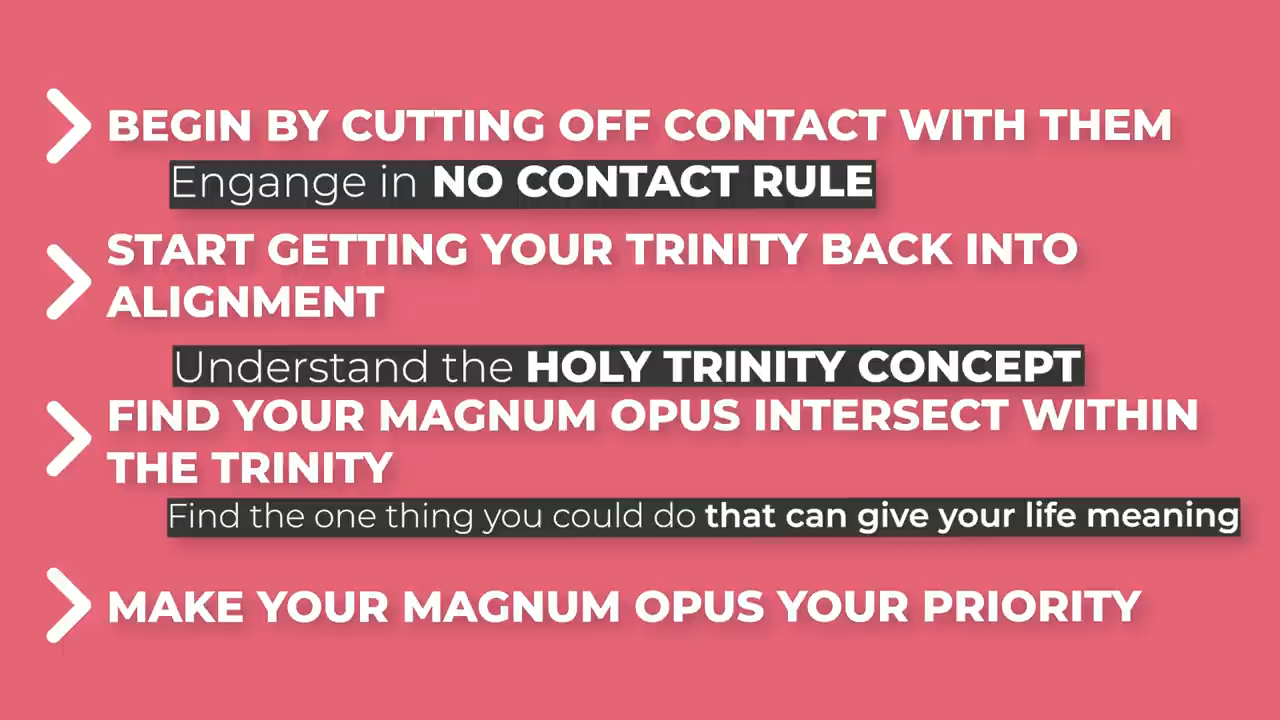 BEGIN BY CUTTING OFF CONTACT WITH THEM
Engange in NO CONTACT RULE
START GETTING YOUR TRINITY BACK INTO
ALIGNMENT
Understand the HOLY TRINITY CONCEPT
FIND YOUR MAGNUM OPUS INTERSECT WITHIN
THE TRINITY
Find the one thing you could do that can give your life meaning
MAKE YOUR MAGNUM OPUS YOUR PRIORITY